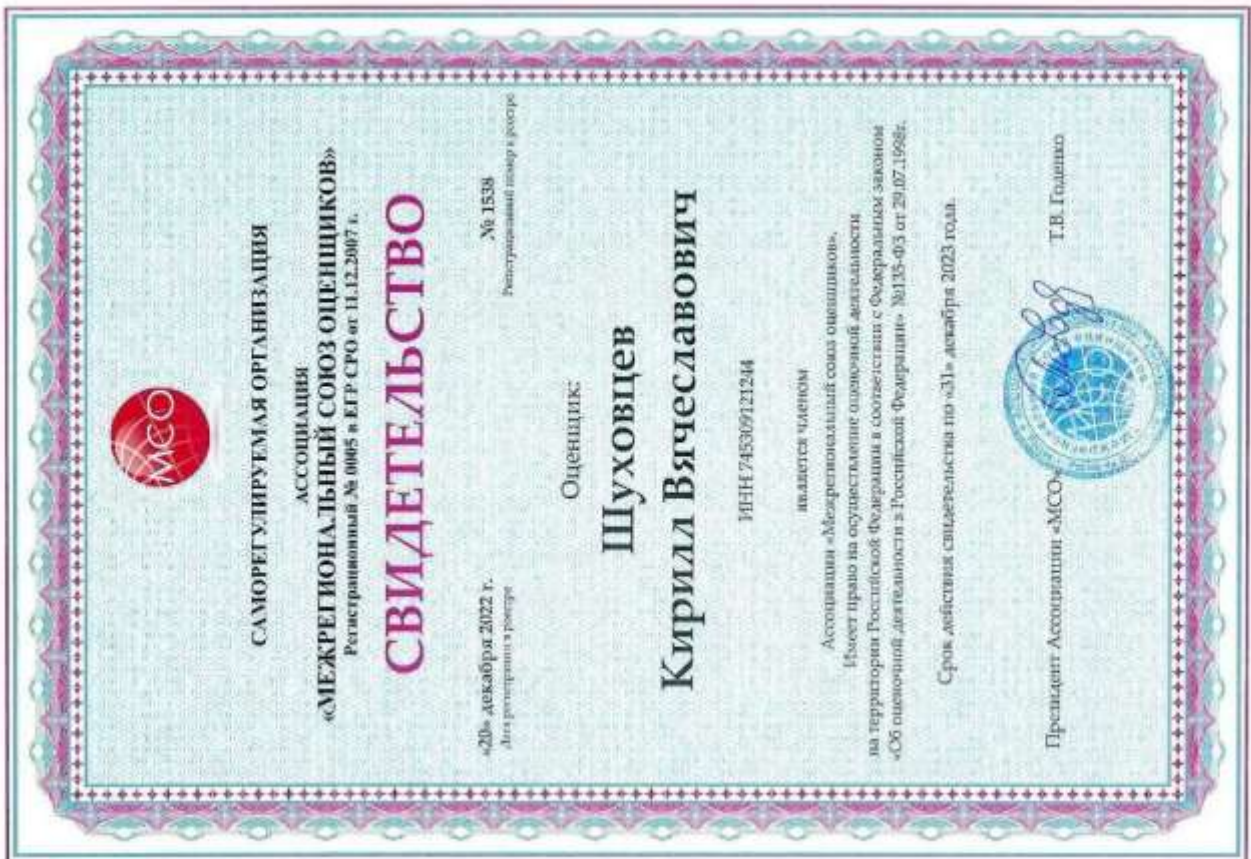 МСО
САМОРЕГУЛИРУЕМАЯ ОРГАНИЗАЦИЯ
АССОЦИАЦИЯ
«МЕЖРЕГИОНАЛЬНЫЙ СОЮЗ ОЦЕНЩИКОВ»
Регистрационный № 0005 в ЕГР СРО от 11.12.2007 г.
СВИДЕТЕЛЬСТВО
«20» декабря 2022 г. № 1538
Дата регистрации в реестре Регистрационный номер в реестре
Оценщик:
Шуховцев
Кирилл Вячеславович
ИНН 745309121244
является членом
Ассоциации «Межрегиональный союз оценщиков».
Имеет право на осуществление оценочной деятельности
на территории Российской Федерации в соответствии с Федеральным законом
«Об оценочной деятельности в Российской Федерации» №135-ФЗ от 29.07.1998г.
Срок действия свидетельства по «31» декабря 2023 года.
Президент Ассоциации «МСО» Т.В. Годенко